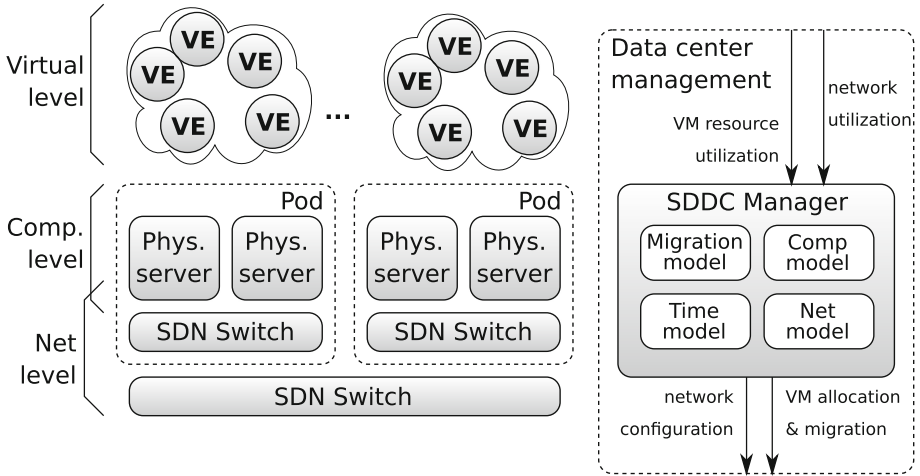 Virtual
level
VE
VE
VE
VE
VE
...
VE
VE
VE
VE
VE
Comp.
level
Pod
Phys.
server
Phys.
server
SDN Switch
Pod
Phys.
server
Phys.
server
SDN Switch
Net
level
SDN Switch
Data center
management
VM resource
utilization
network
utilization
SDDC Manager
Migration
model
Comp
model
Time
model
Net
model
network
configuration
VM allocation
& migration